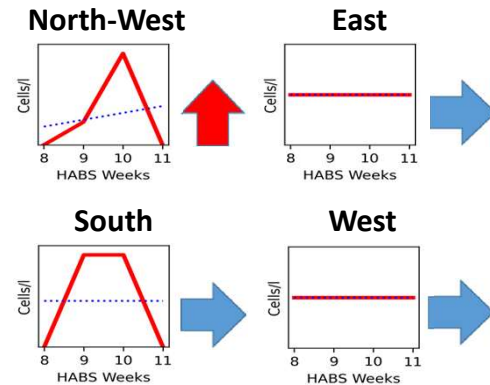 North-West
Cells/l
8 9 10 11
HABS Weeks
East
Cells/l
8 9 10 11
HABS Weeks
South
Cells/l
8 9 10 11
HABS Weeks
West
Cells/l
8 9 10 11
HABS Weeks